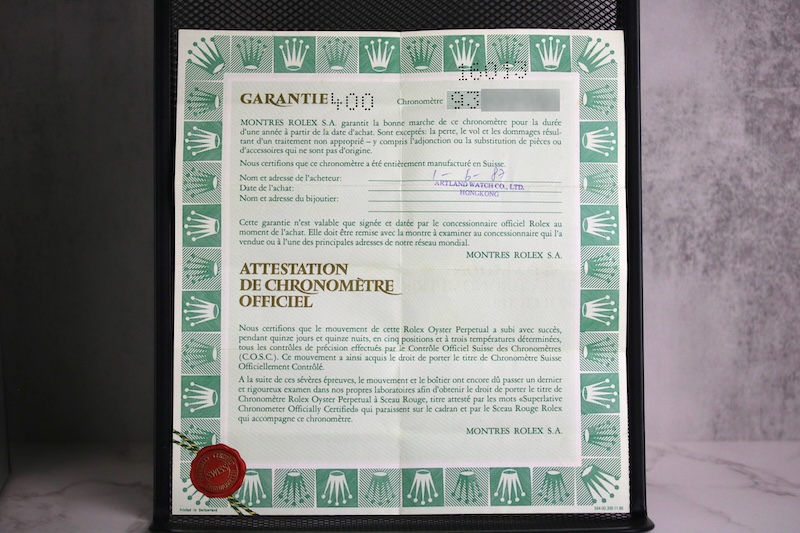 16013
GARANTIE 400 Chronomètre 93
MONTRES ROLEX S.A. garantit la bonne marche de ce chronomètre pour la durée
d'une année à partir de la date d'achat. Sont exceptés: la perte, le vol et les dommages résul-
tant d'un traitement non approprié – y compris l'adjonction ou la substitution de pièces ou
d'accessoires qui ne sont pas d'origine.
Nous certifions que ce chronomètre a été entièrement manufacturé en Suisse.
Nom et adresse de l'acheteur:
1-6-87
Date de l'achat:
ARTLAND WATCH CO., LTD.
Nom et adresse du bijoutier:
HONGKONG
Cette garantie n'est valable que signée et datée par le concessionnaire officiel Rolex au
moment de l'achat. Elle doit être remise avec la montre à examiner au concessionnaire qui l'a
vendue ou à l'une des principales adresses de notre réseau mondial.
MONTRES ROLEX S.A.
ATTESTATION
DE CHRONOMÈTRE
OFFICIEL
Nous certifions que le mouvement de cette Rolex Oyster Perpetual a subi avec succès,
pendant quinze jours et quinze nuits, en cinq positions et à trois températures déterminées,
tous les contrôles de précision effectués par le Contrôle Officiel Suisse des Chronomètres
(C.O.S.C.). Ce mouvement a ainsi acquis le droit de porter le titre de Chronomètre Suisse
Officiellement Contrôlé.
A la suite de ces sévères épreuves, le mouvement et le boîtier ont encore dû passer un dernier
et rigoureux examen dans nos propres laboratoires afin d'obtenir le droit de porter le titre de
Chronomètre Rolex Oyster Perpetual à Sceau Rouge, titre attesté par les mots «Superlative
Chronometer Officially Certified» qui paraissent sur le cadran et par le Sceau Rouge Rolex
qui accompagne ce chronomètre.
MONTRES ROLEX S.A.
SWISS
Printed in Switzerland